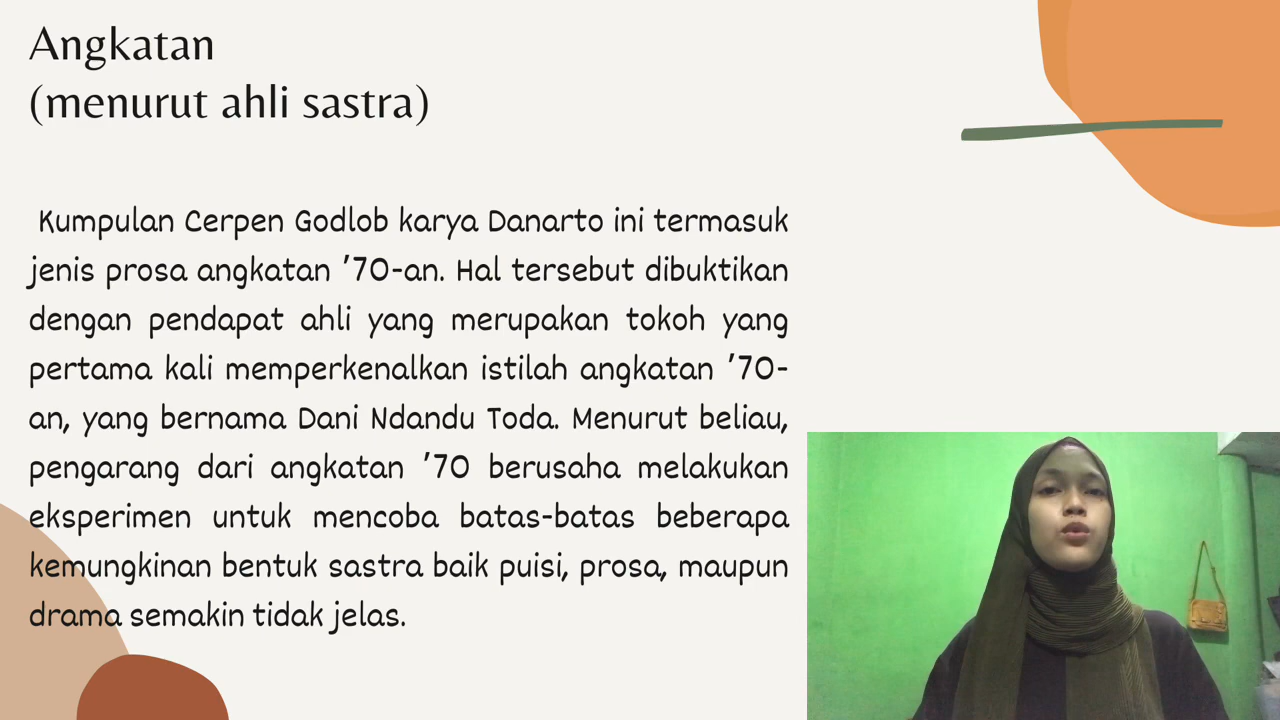 Angkatan
(menurut ahli sastra)
Kumpulan Cerpen Godlob karya Danarto ini termasuk
jenis prosa angkatan '70-an. Hal tersebut dibuktikan
dengan pendapat ahli yang merupakan tokoh yang
pertama kali memperkenalkan istilah angkatan '70-
an, yang bernama Dani Ndandu Toda. Menurut beliau,
pengarang dari angkatan '70 berusaha melakukan
eksperimen untuk mencoba batas-batas beberapa
kemungkinan bentuk sastra baik puisi, prosa, maupun
drama semakin tidak jelas.